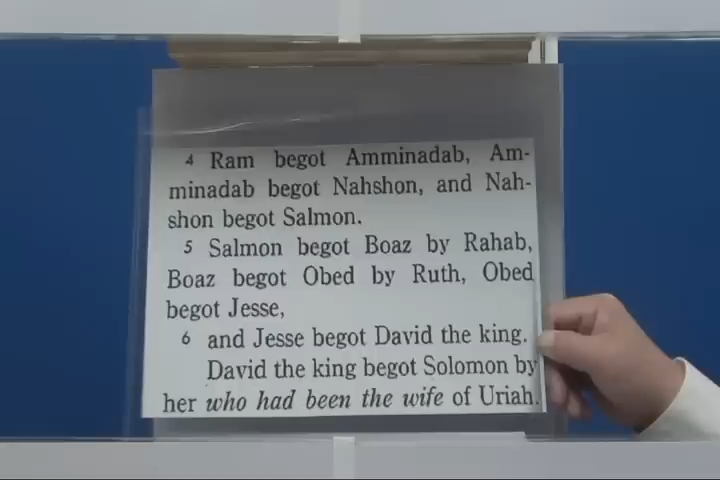 4 Ram begot Amminadab, Am-
minadab begot Nahshon, and Nah-
shon begot Salmon.
5 Salmon begot Boaz by Rahab,
Boaz begot Obed by Ruth, Obed
begot Jesse,
6 and Jesse begot David the king.
David the king begot Solomon by
her who had been the wife of Uriah.